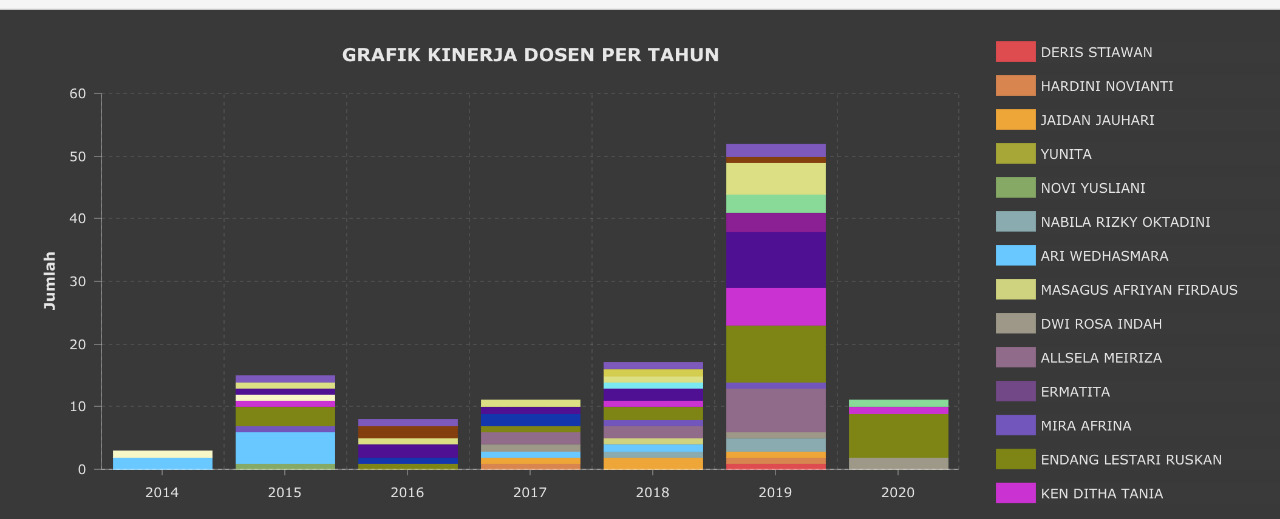 GRAFIK KINERJA DOSEN PER TAHUN
Jumlah
60
50
40
30
20
10
0
2014
2015
2016
2017
2018
2019
2020
DERIS STIAWAN
HARDINI NOVIANTI
JAIDAN JAUHARI
YUNITA
NOVI YUSLIANI
NABILA RIZKY OKTADINI
ARI WEDHASMARA
MASAGUS AFRIYAN FIRDAUS
DWI ROSA INDAH
ALLSELA MEIRIZA
ERMATITA
MIRA AFRINA
ENDANG LESTARI RUSKAN
KEN DITHA TANIA